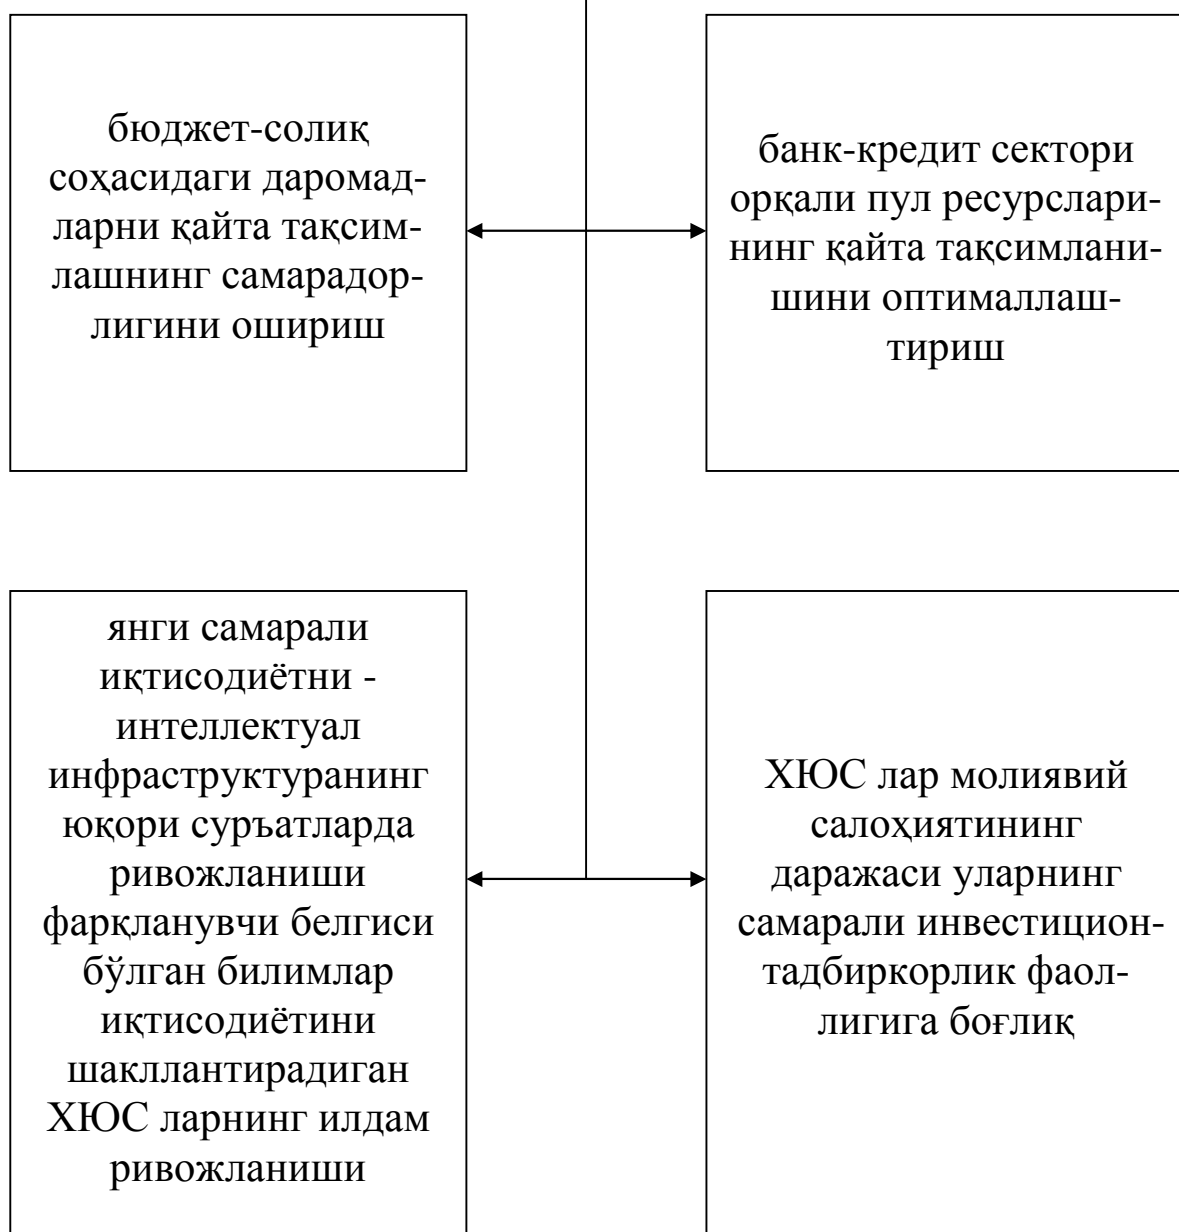 бюджет-солиқ
соҳасидаги даромад-
ларни қайта тақсим-
лашнинг самарадор-
лигини ошириш
банк-кредит сектори
орқали пул ресурслари-
нинг қайта тақсимлани-
шини оптималлаш-
тириш
янги самарали
иқтисодиётни -
интеллектуал
инфраструктуранинг
юқори суръатларда
ривожланиши
фарқланувчи белгиси
бўлган билимлар
иқтисодиётини
шакллантирадиган
ХЮС ларнинг илдам
ривожланиши
ХЮС лар молиявий
салоҳиятининг
даражаси уларнинг
самарали инвестицион-
тадбиркорлик фаол-
лигига боғлиқ